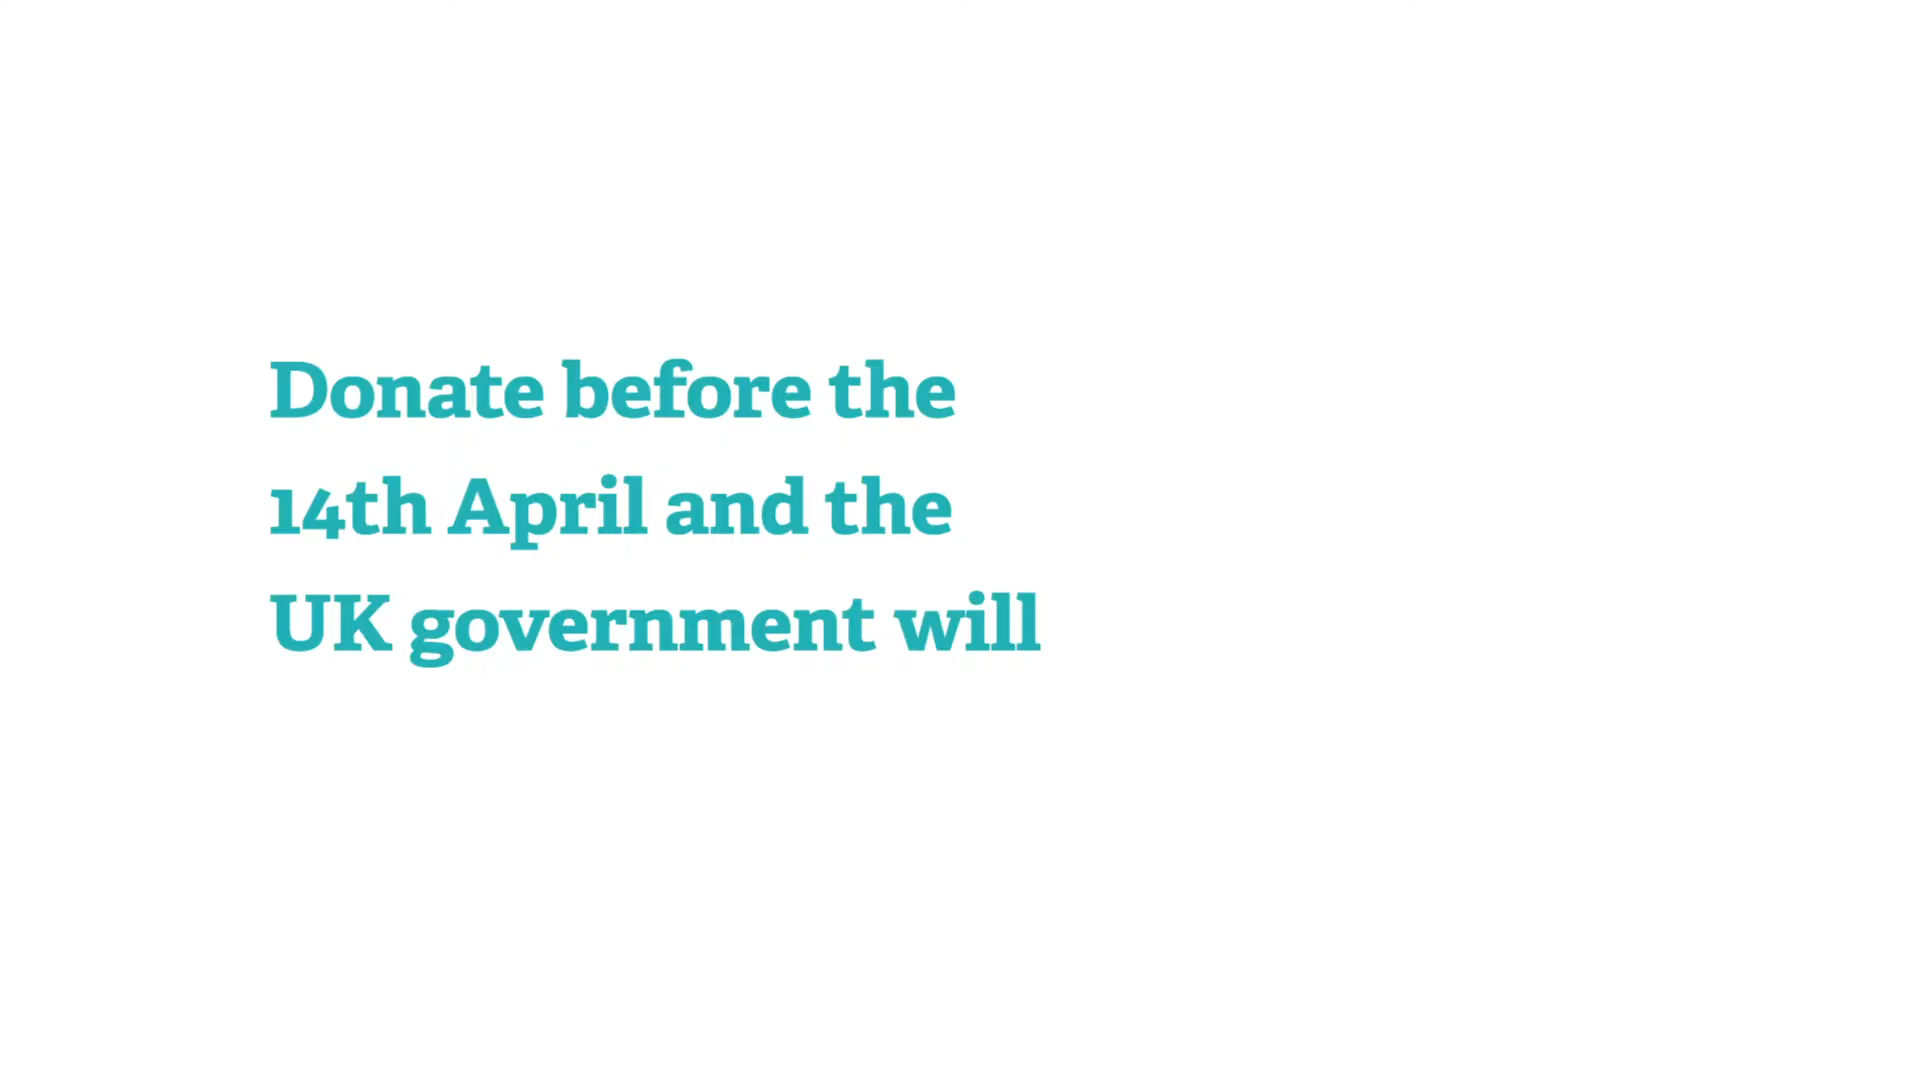 Donate before the
14th April and the
UK government will